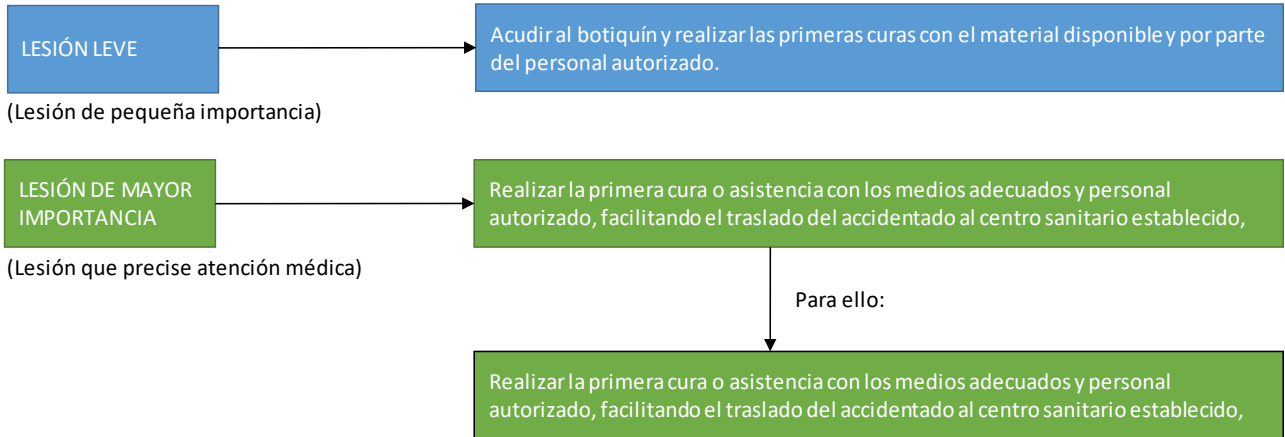 LESIÓN LEVE
Acudir al botiquín y realizar las primeras curas con el material disponible y por parte
del personal autorizado.
(Lesión de pequeña importancia)
LESIÓN DE MAYOR
IMPORTANCIA
Realizar la primera cura o asistencia con los medios adecuados y personal
autorizado, facilitando el traslado del accidentado al centro sanitario establecido,
(Lesión que precise atención médica)
Para ello:
Realizar la primera cura o asistencia con los medios adecuados y personal
autorizado, facilitando el traslado del accidentado al centro sanitario establecido,